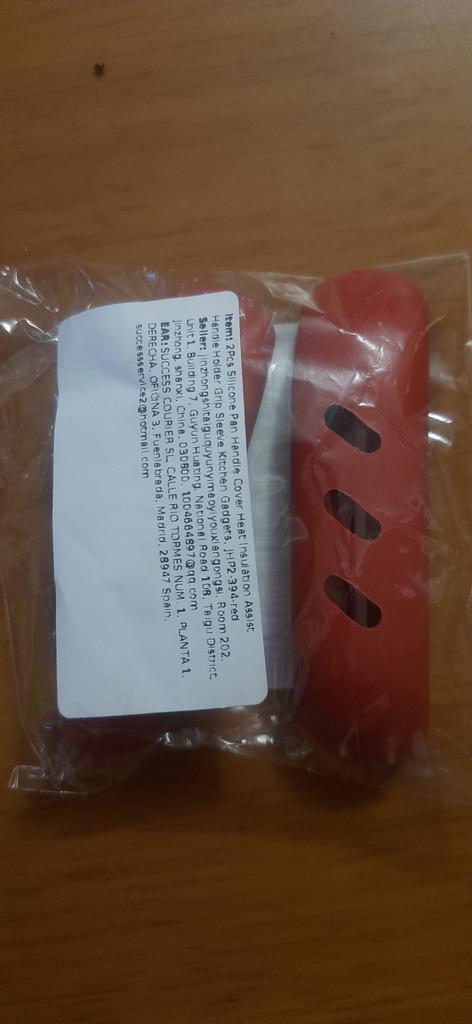 Item: 2Pcs Silicone Pan Handle Cover Heat Insulation Assist
Handle Holder Grip Sleeve Kitchen Gadgets, JHP2-394-red
Seller: jinzhongshitaiguquyunyimaoyiyouxiangongsi, Room 202,
Unit 1, Building 7, Guyun Huating, National Road 108, Taigu District,
Jinzhong, shanxi, China, 030800, 1004664897@qq.com
EAR: SUCCESS COURIER SL, CALLE RIO TORMES NUM. 1, PLANTA 1,
DERECHA, OFICINA 3, Fuenlabrada, Madrid, 28947 Spain,
successservice2@hotmail.com